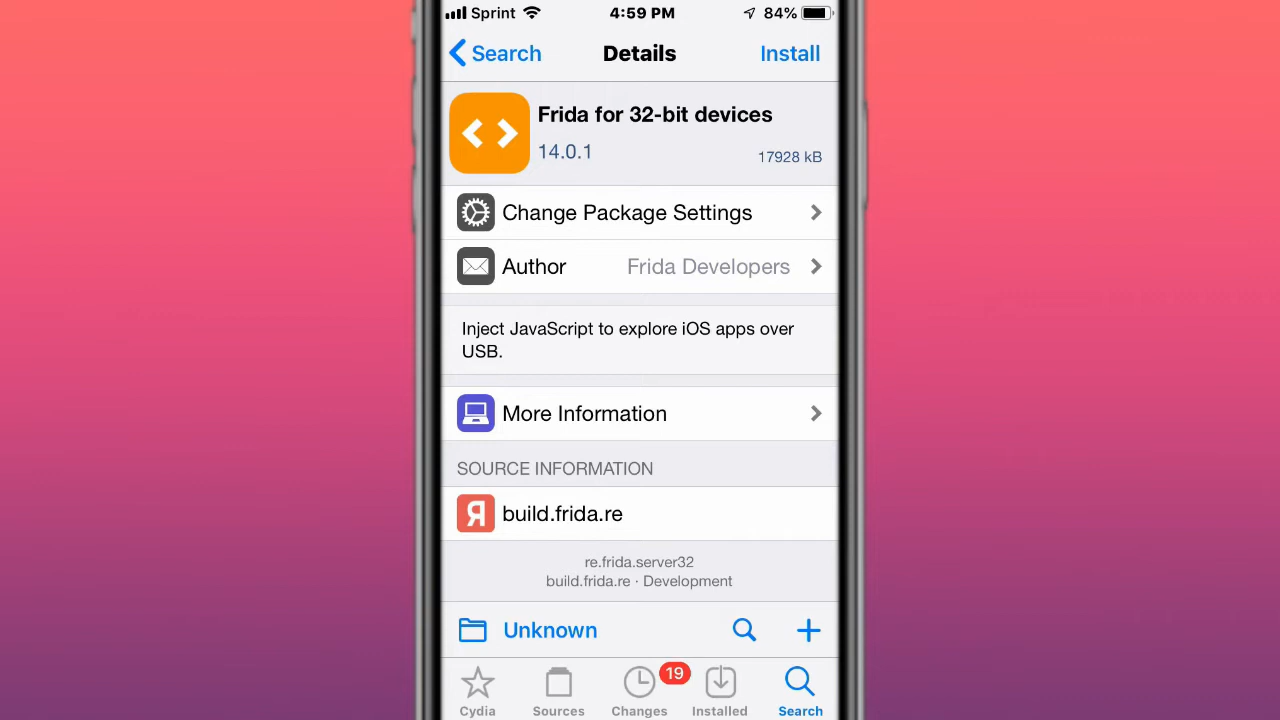 Sprint 4:59 PM 84%
Search Details Install
Frida for 32-bit devices
14.0.1 17928 kB
Change Package Settings
Author Frida Developers
Inject JavaScript to explore iOS apps over
USB.
More Information
SOURCE INFORMATION
Я build.frida.re
re.frida.server32
build.frida.re · Development
Unknown
19
Cydia Sources Changes Installed Search